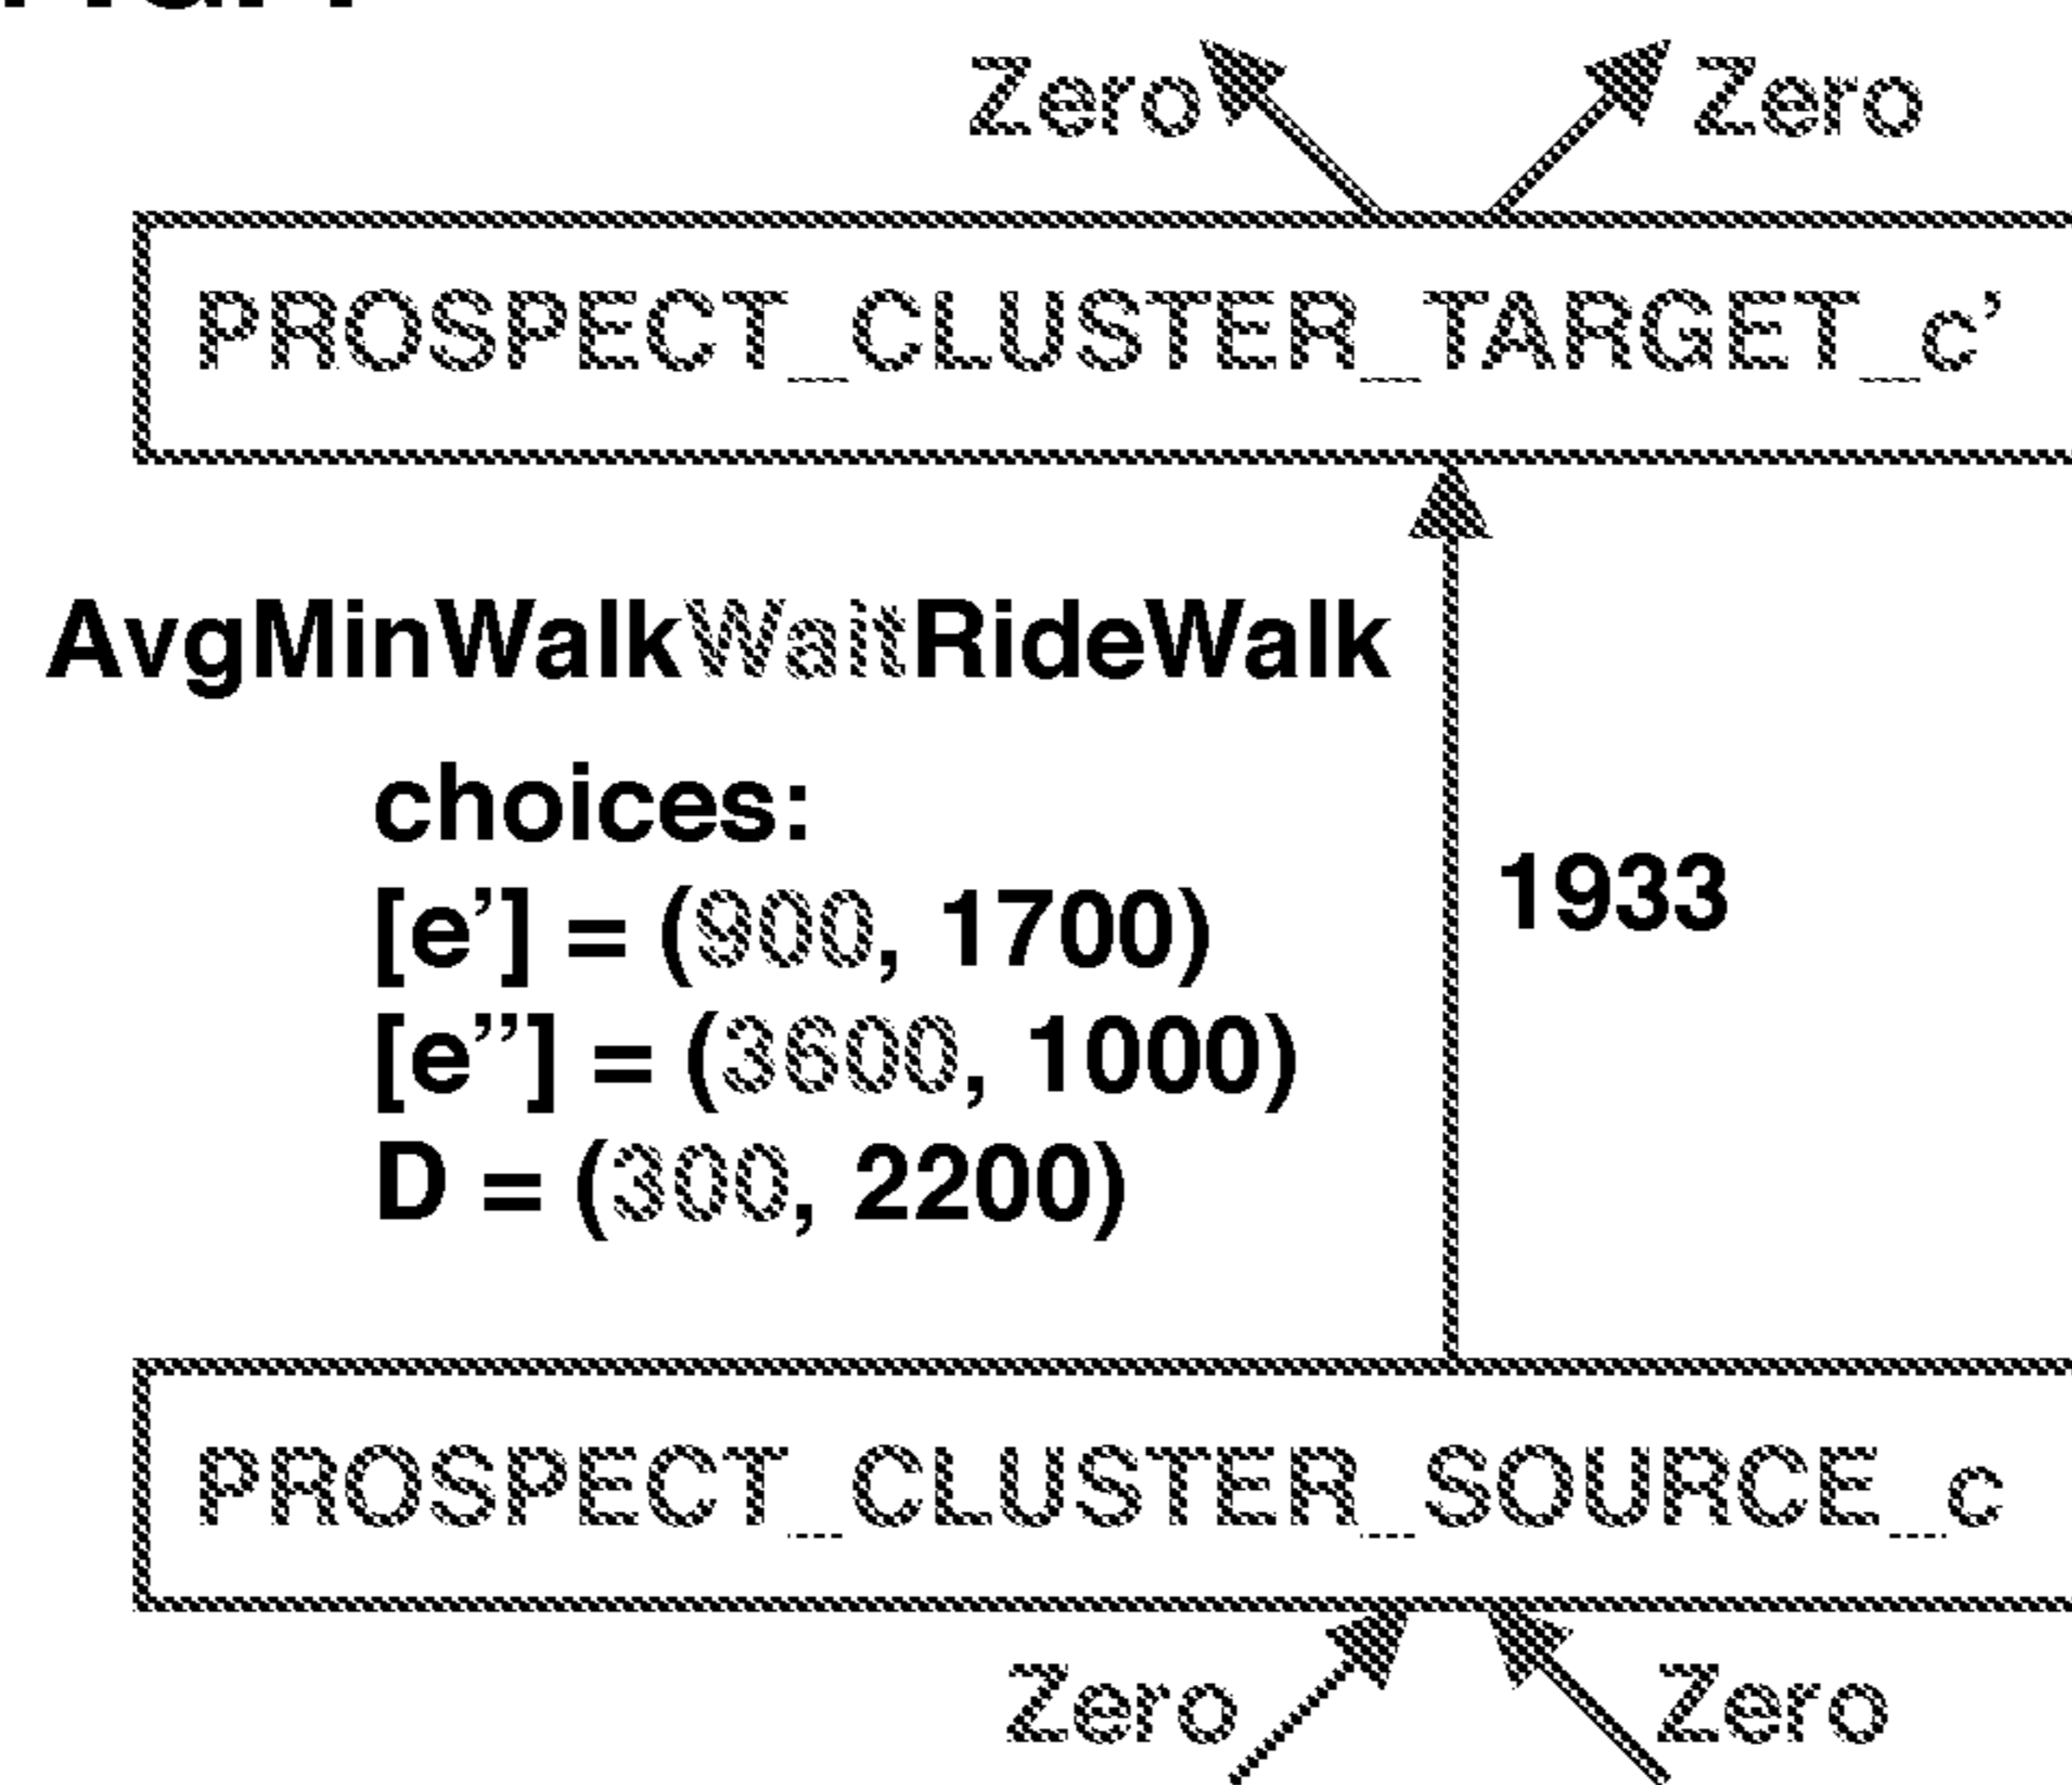 Zero Zero
PROSPECT_CLUSTER_TARGET_c’
AvgMinWalkWaitRideWalk
choices:
[e’] = (900, 1700)
1933
[e’’] = (3600, 1000)
D = (300, 2200)
PROSPECT_CLUSTER_SOURCE_c
Zero Zero